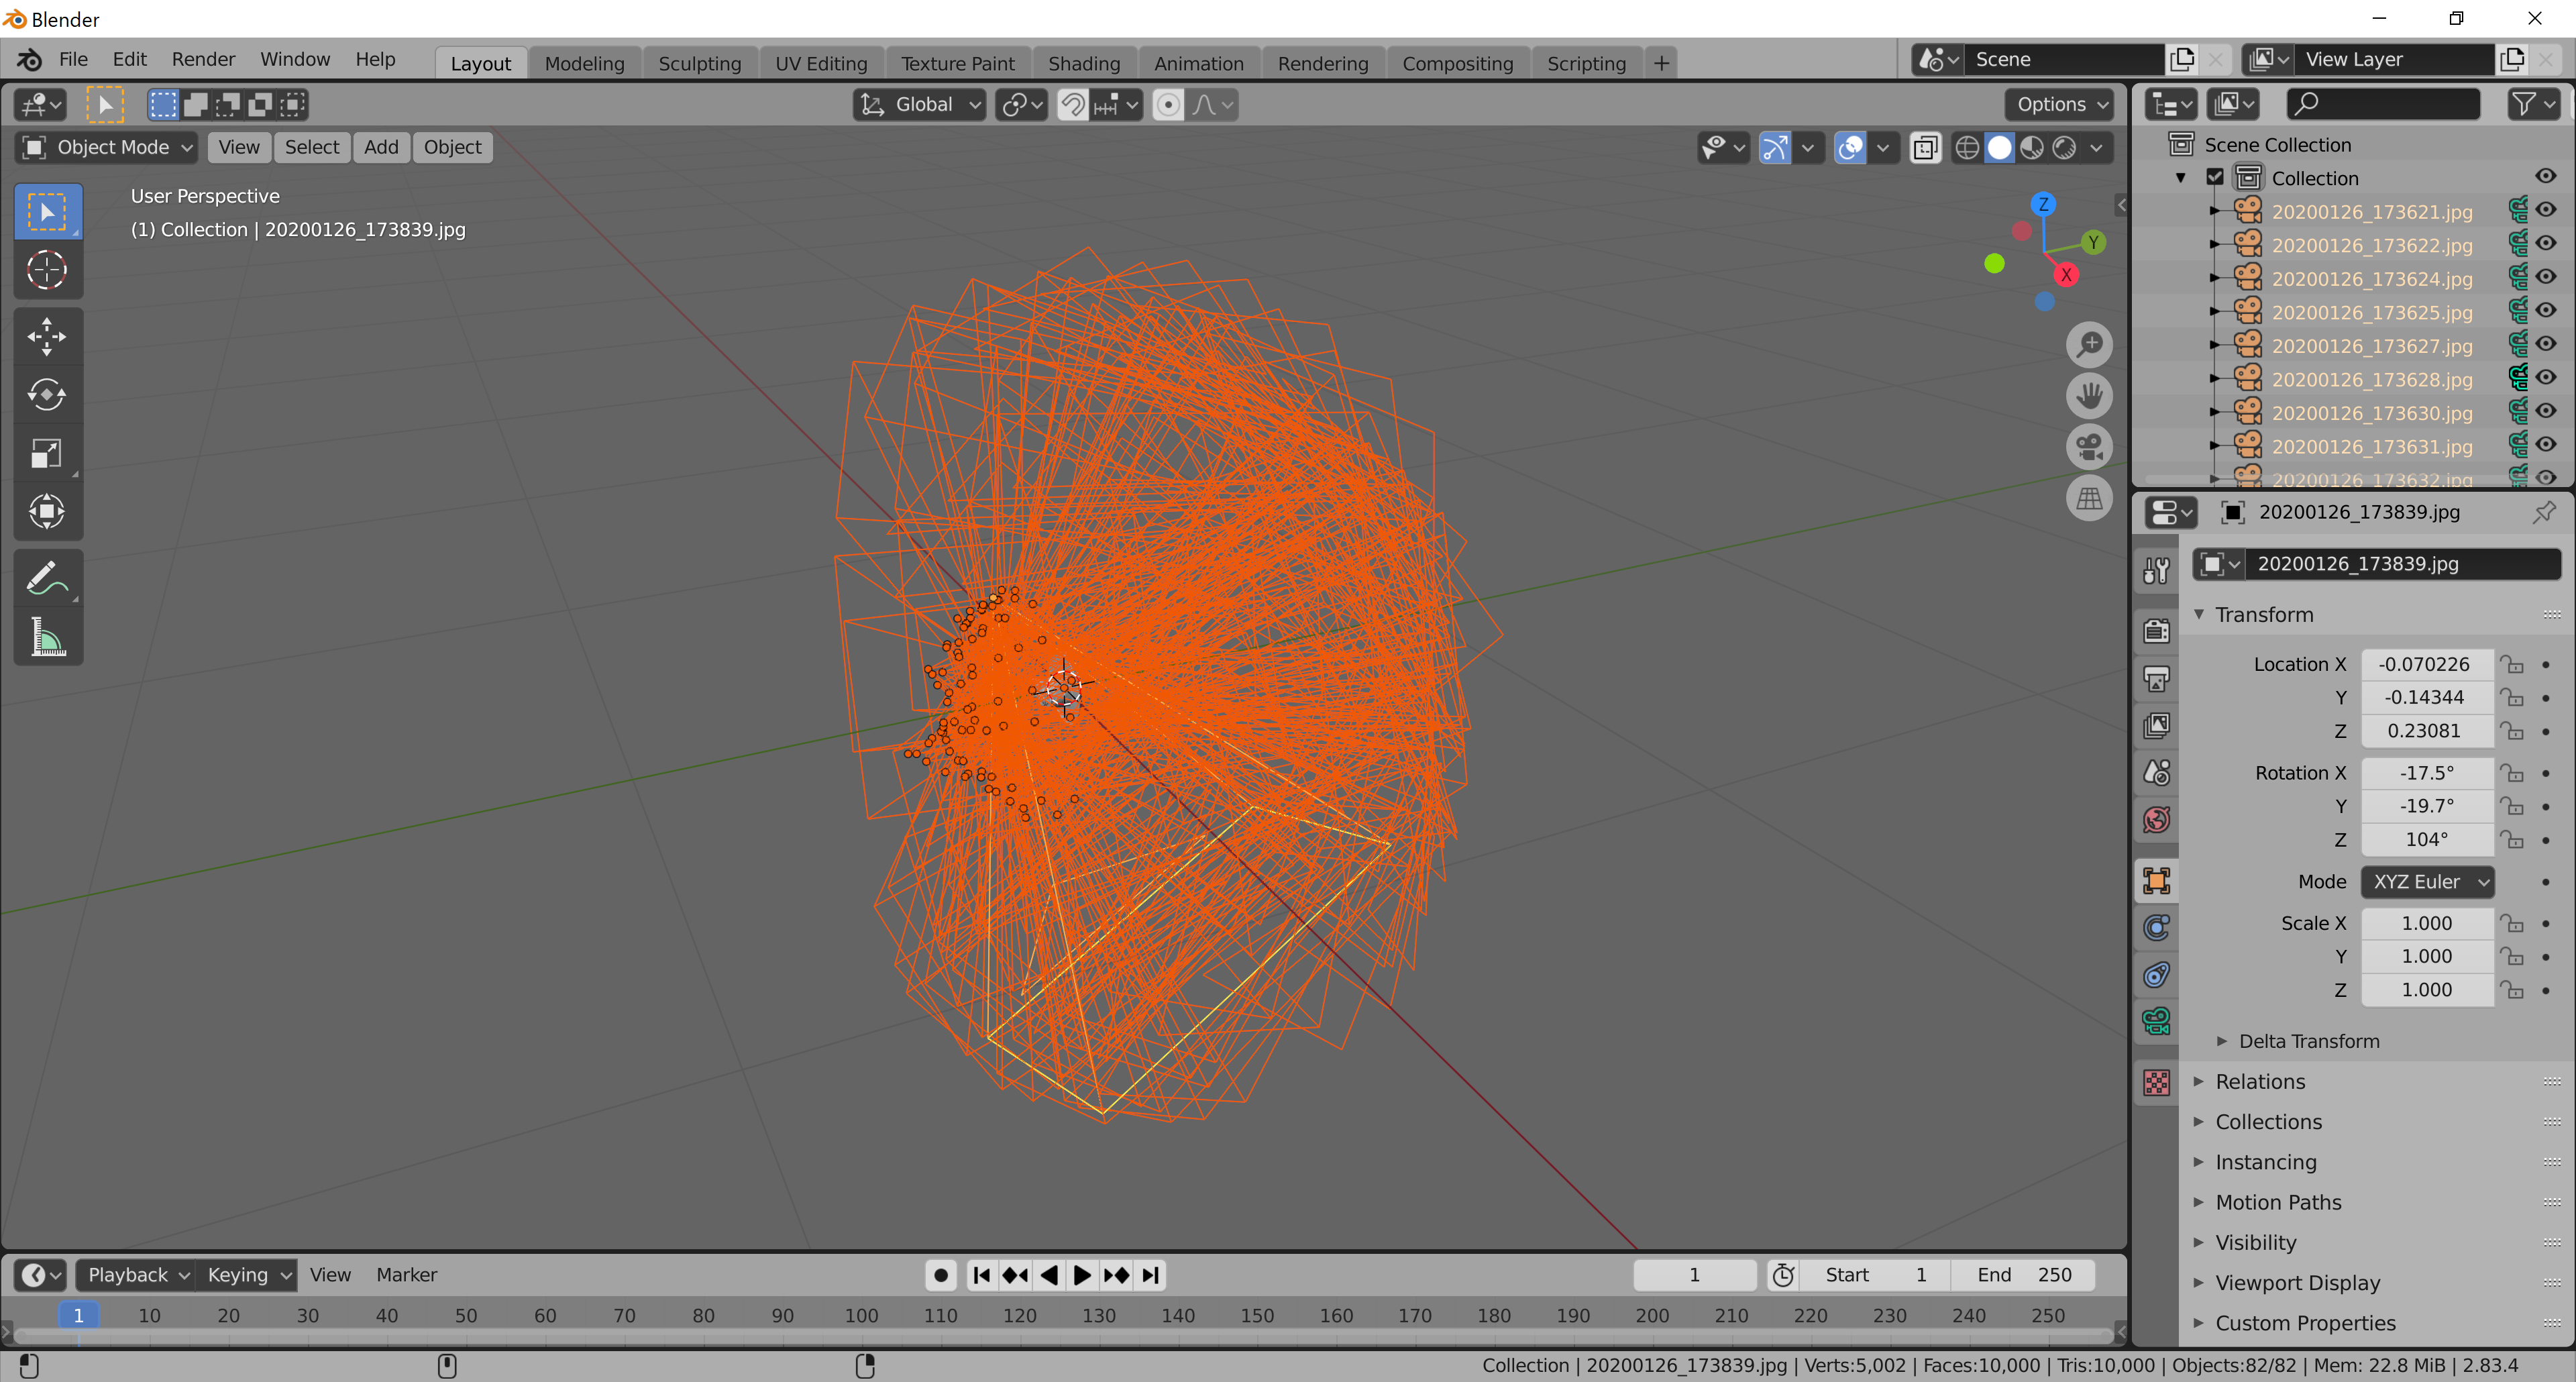 Blender
File Edit Render Window Help Layout Modeling Sculpting UV Editing Texture Paint Shading Animation Rendering Compositing Scripting + Scene View Layer
Global Options
Object Mode View Select Add Object
User Perspective
(1) Collection | 20200126_173839.jpg
Z
Y
X
Scene Collection
Collection
20200126_173621.jpg
20200126_173622.jpg
20200126_173624.jpg
20200126_173625.jpg
20200126_173627.jpg
20200126_173628.jpg
20200126_173630.jpg
20200126_173631.jpg
20200126_173632.jpg
20200126_173839.jpg
20200126_173839.jpg
Transform
Location X -0.070226
Y -0.14344
Z 0.23081
Rotation X -17.5°
Y -19.7°
Z 104°
Mode XYZ Euler
Scale X 1.000
Y 1.000
Z 1.000
Delta Transform
Relations
Collections
Instancing
Motion Paths
Visibility
Viewport Display
Custom Properties
Playback Keying View Marker 1 Start 1 End 250
1 10 20 30 40 50 60 70 80 90 100 110 120 130 140 150 160 170 180 190 200 210 220 230 240 250
Collection | 20200126_173839.jpg | Verts:5,002 | Faces:10,000 | Tris:10,000 | Objects:82/82 | Mem: 22.8 MiB | 2.83.4